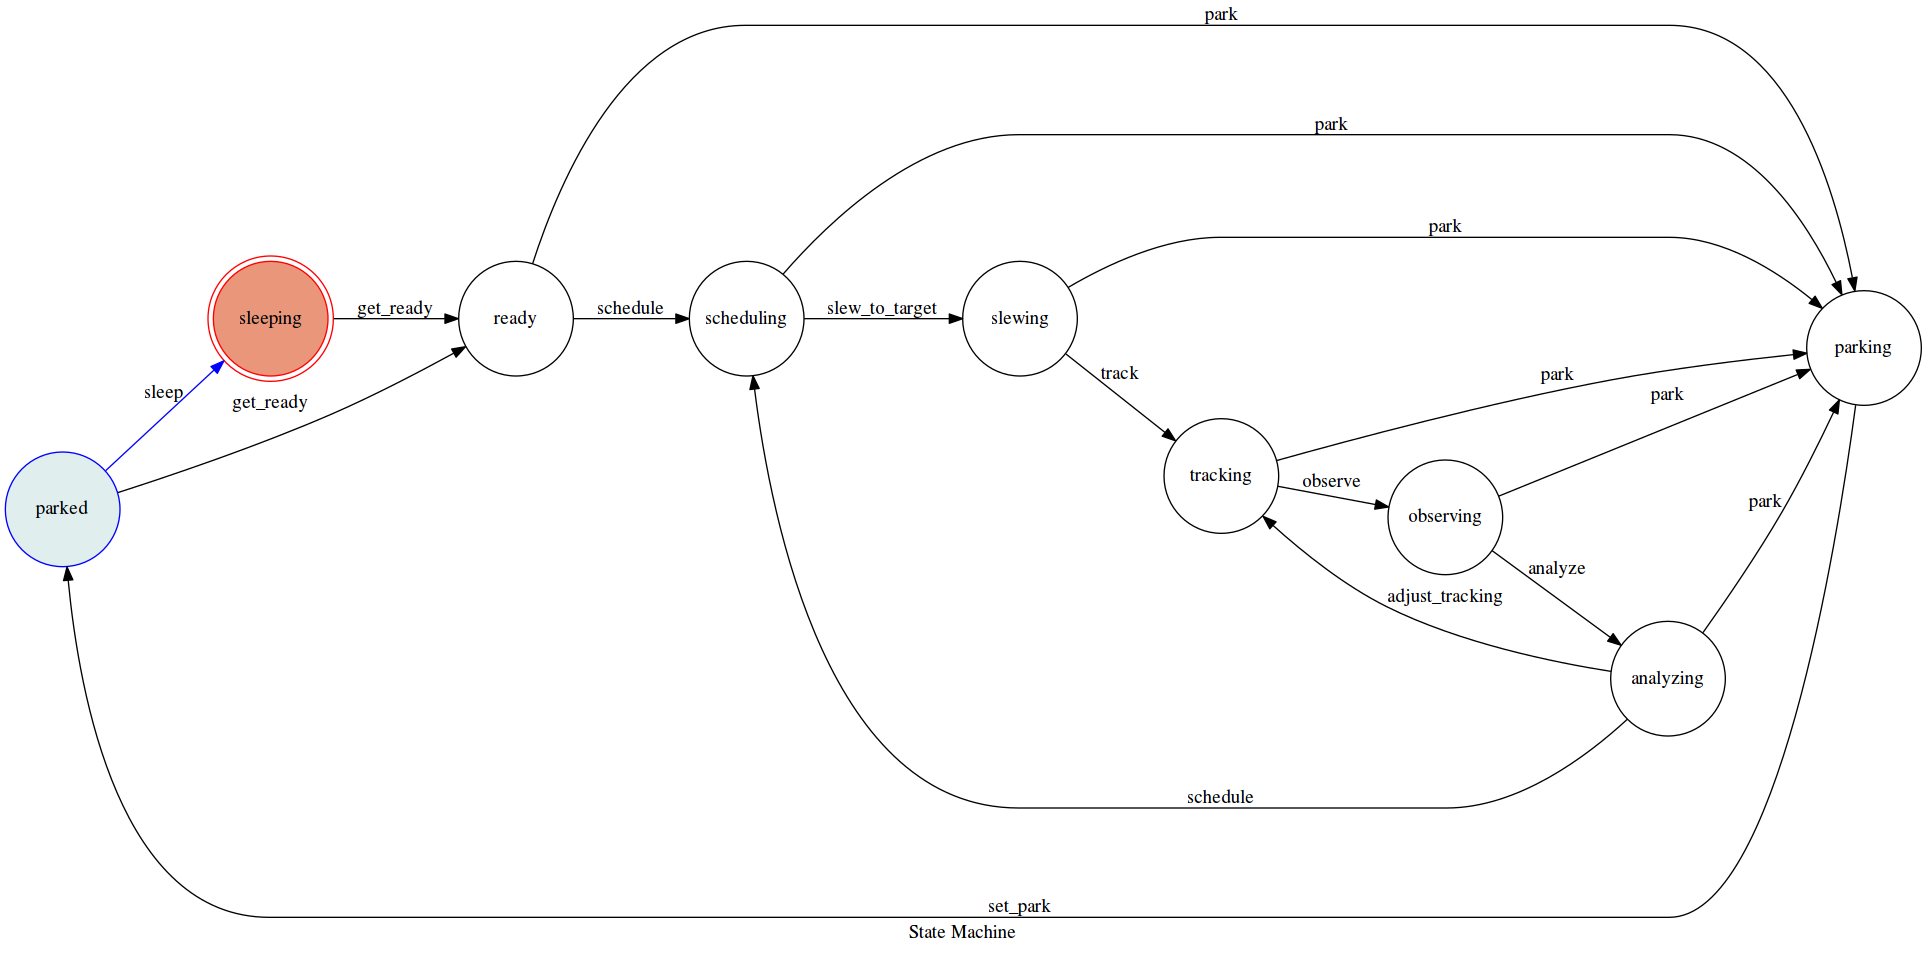 park
park
park
sleeping
get_ready
ready
schedule
scheduling
slew_to_target
slewing
parking
track
park
park
sleep
get_ready
tracking
observe
parked
observing
park
analyze
adjust_tracking
analyzing
schedule
set_park
State Machine